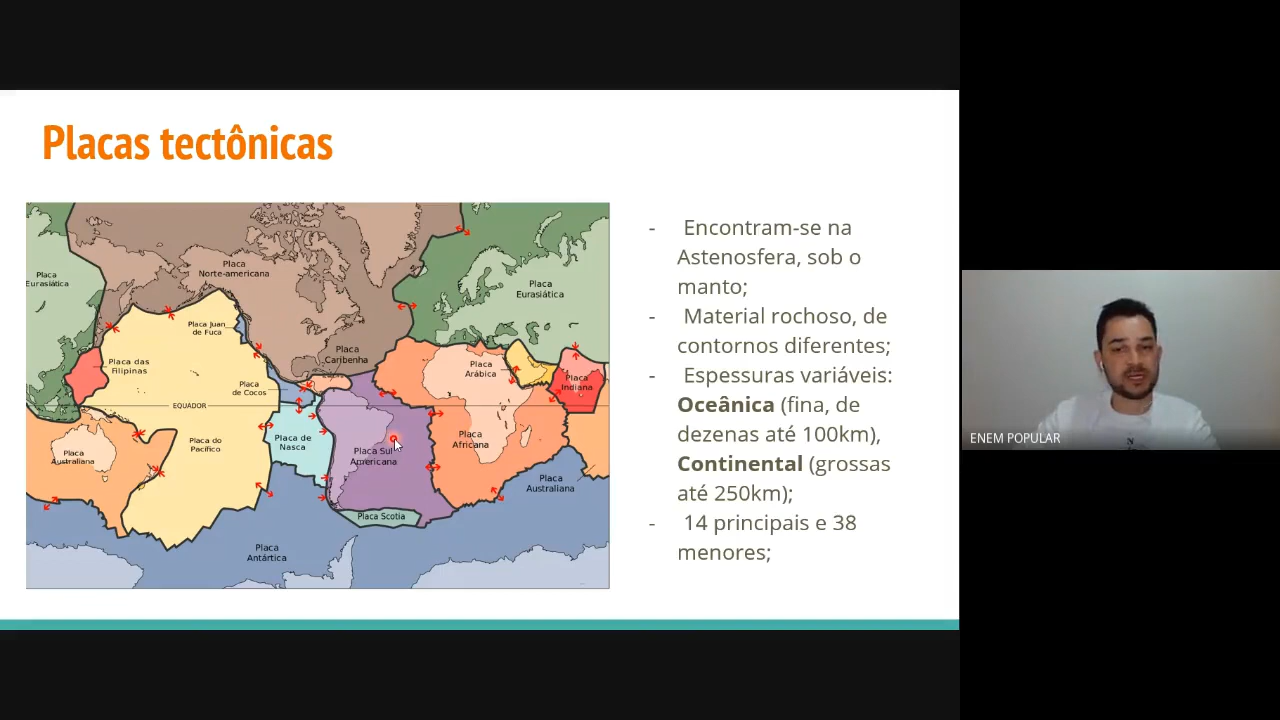 Placas tectônicas
Placa
Eurasiática
Placa
Norte-americana
Placa
Eurasiática
Placa Juan
de Fuca
Placa das
Filipinas
Placa
Caribenha
Placa
de Cocos
Placa
Arábica
Placa
Indiana
EQUADOR
Placa
Australiana
Placa do
Pacífico
Placa de
Nasca
Placa Sul
Americana
Placa
Africana
Placa
Australiana
Placa Scotia
Placa
Antártica
- Encontram-se na
Astenosfera, sob o
manto;
- Material rochoso, de
contornos diferentes;
- Espessuras variáveis:
Oceânica (fina, de
dezenas até 100km),
Continental (grossas
até 250km);
- 14 principais e 38
menores;
ENEM POPULAR